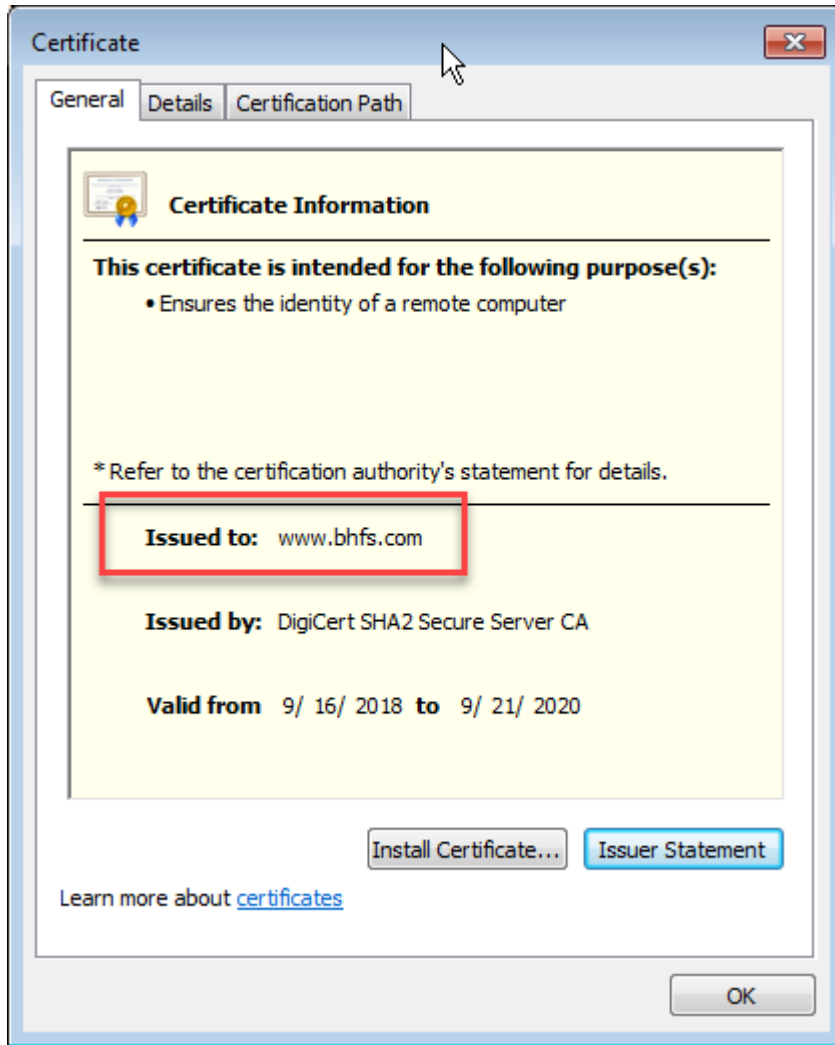 Certificate
General Details Certification Path
Certificate Information
This certificate is intended for the following purpose(s):
• Ensures the identity of a remote computer
* Refer to the certification authority's statement for details.
Issued to: www.bhfs.com
Issued by: DigiCert SHA2 Secure Server CA
Valid from 9/ 16/ 2018 to 9/ 21/ 2020
Install Certificate... Issuer Statement
Learn more about certificates
OK